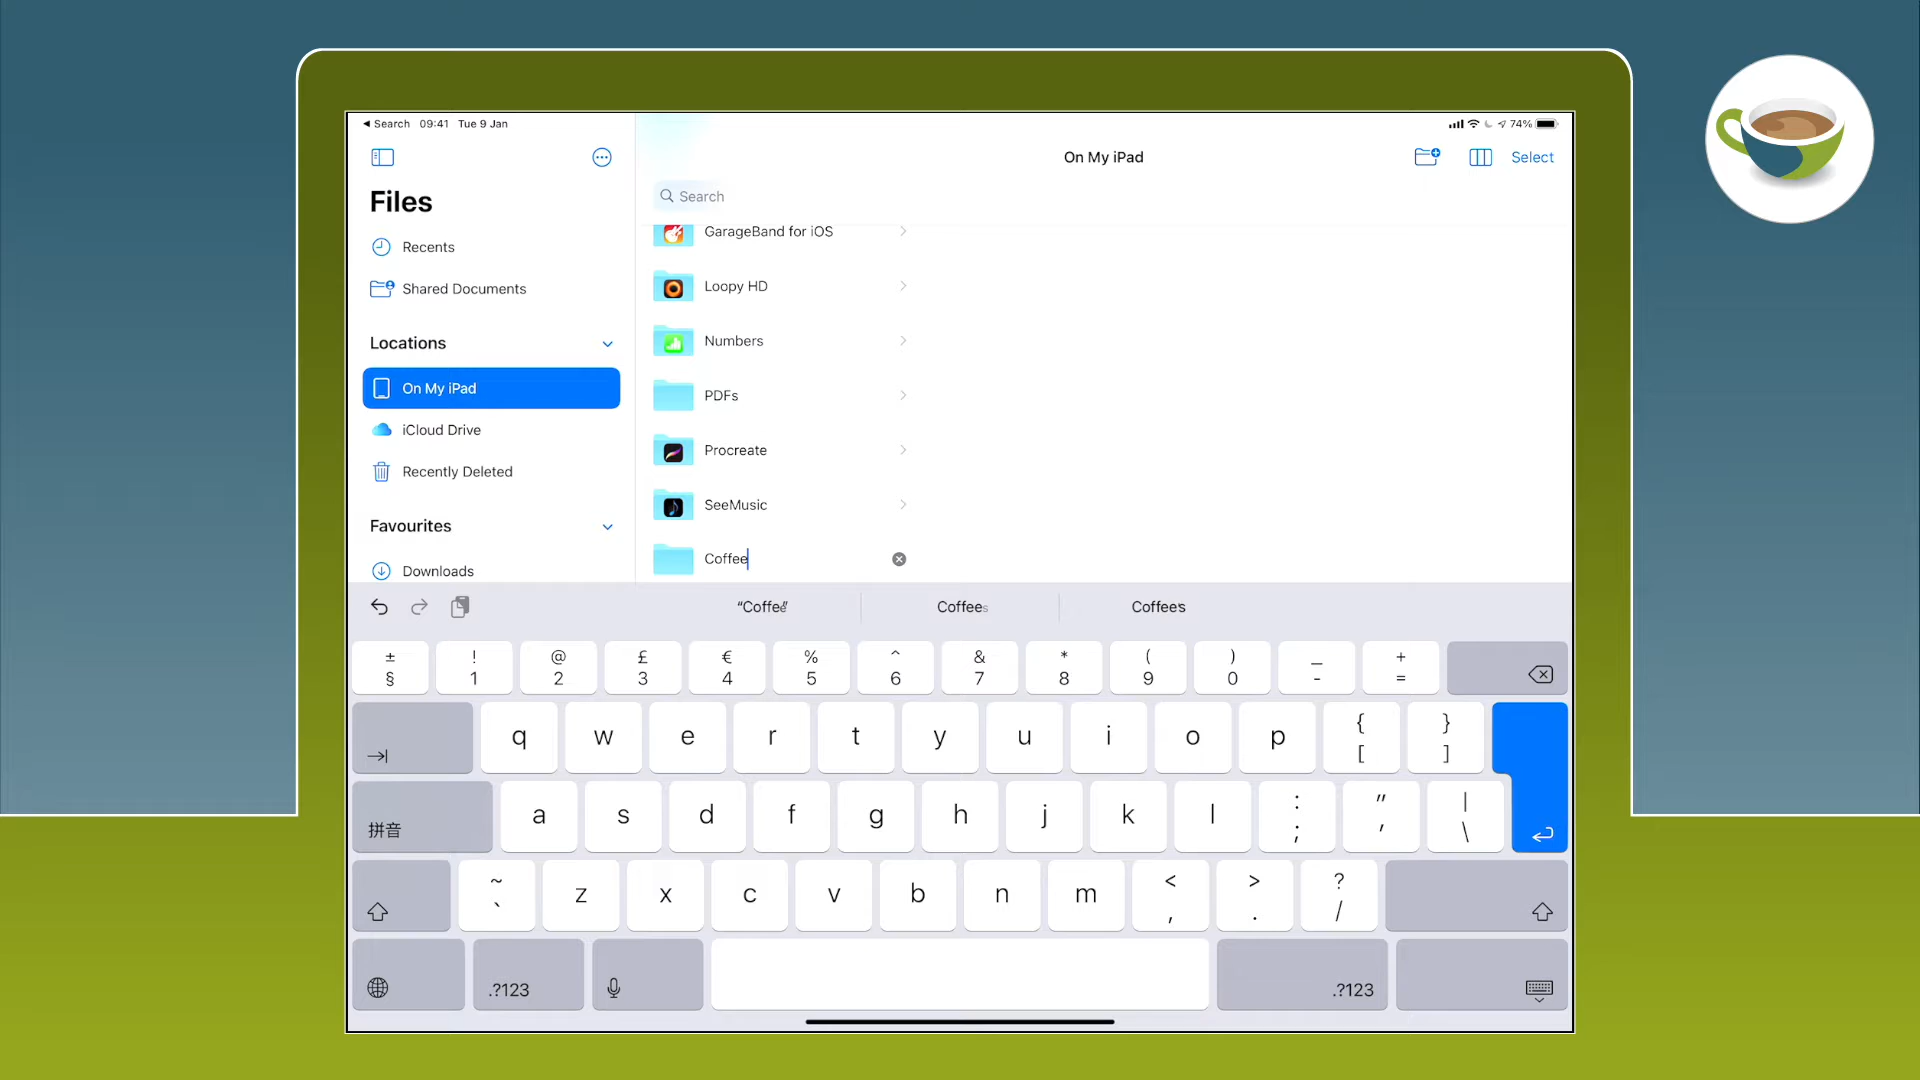 ◄ Search 09:41 Tue 9 Jan
74%
On My iPad
Select
Files
Search
Recents
Shared Documents
Locations
On My iPad
iCloud Drive
Recently Deleted
Favourites
Downloads
GarageBand for iOS
Loopy HD
Numbers
PDFs
Procreate
SeeMusic
Coffee
“Coffee” Coffees Coffee's
± ! @ £ € % ^ & * ( ) _ +
§ 1 2 3 4 5 6 7 8 9 0 - =
q w e r t y u i o p { }
[ ]
拼音 a s d f g h j k l : " |
; ' \
~ z x c v b n m < > ?
` , . /
.?123 .?123